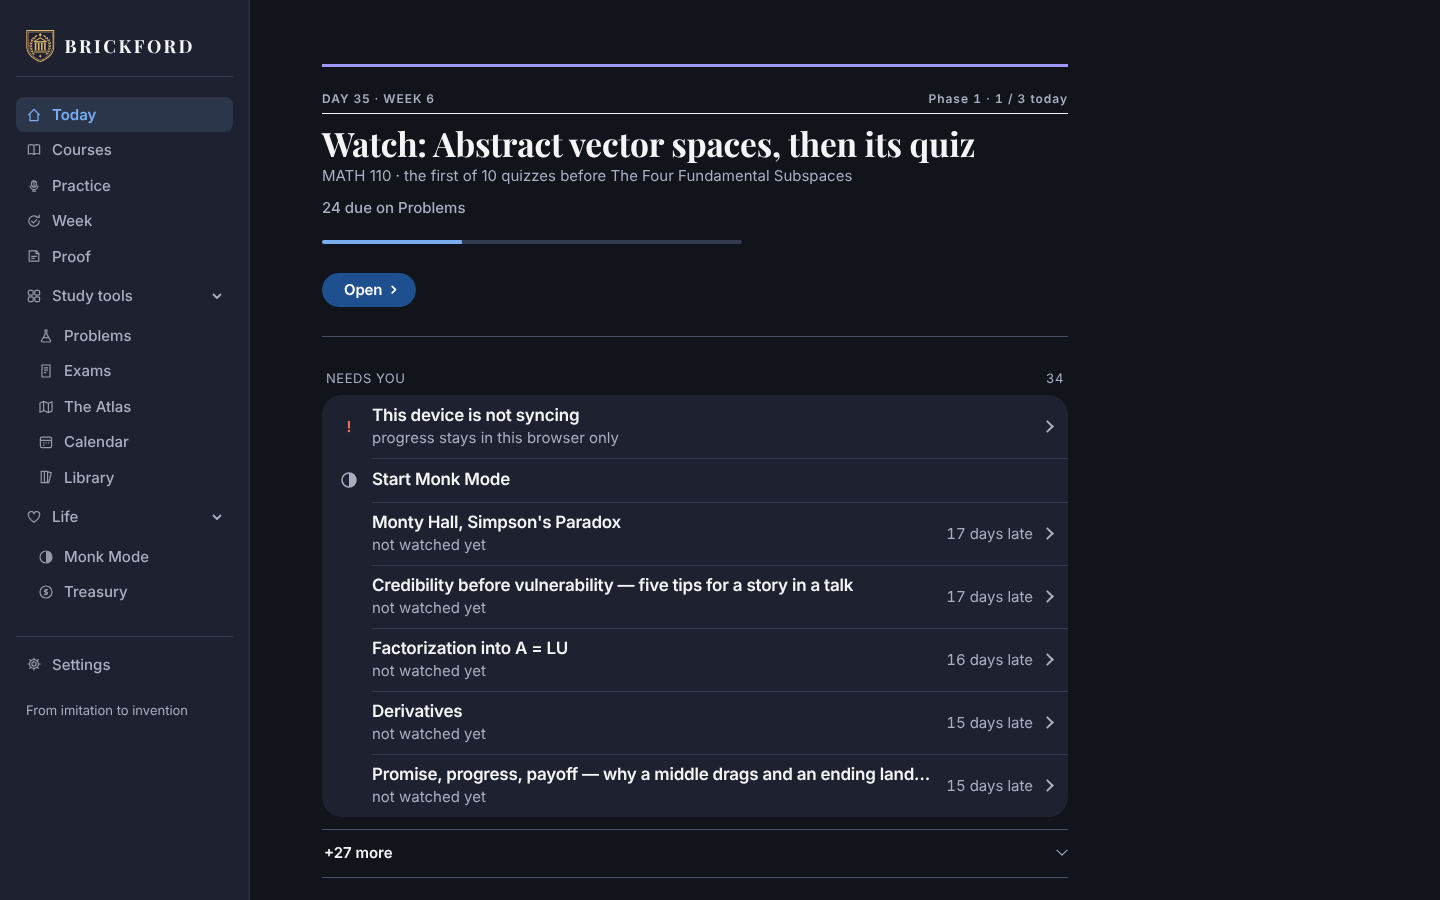 BRICKFORD
Today
Courses
Practice
Week
Proof
Study tools
Problems
Exams
The Atlas
Calendar
Library
Life
Monk Mode
Treasury
Settings
From imitation to invention
DAY 35 · WEEK 6
Phase 1 · 1 / 3 today
Watch: Abstract vector spaces, then its quiz
MATH 110 · the first of 10 quizzes before The Four Fundamental Subspaces
24 due on Problems
Open
NEEDS YOU
34
! This device is not syncing
progress stays in this browser only
Start Monk Mode
Monty Hall, Simpson's Paradox
not watched yet
17 days late
Credibility before vulnerability — five tips for a story in a talk
not watched yet
17 days late
Factorization into A = LU
not watched yet
16 days late
Derivatives
not watched yet
15 days late
Promise, progress, payoff — why a middle drags and an ending land...
not watched yet
15 days late
+27 more